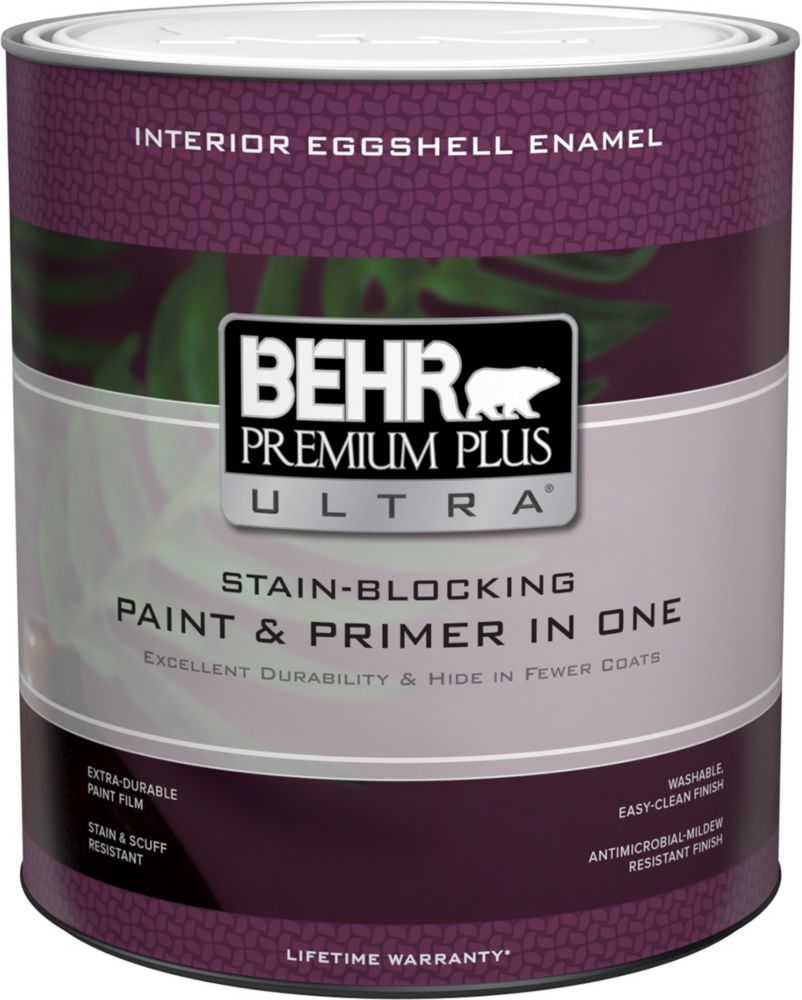 INTERIOR EGGSHELL ENAMEL
BEHR
PREMIUM PLUS
ULTRA®
STAIN-BLOCKING
PAINT & PRIMER IN ONE
EXCELLENT DURABILITY & HIDE IN FEWER COATS
EXTRA-DURABLE
PAINT FILM
STAIN & SCUFF
RESISTANT
WASHABLE,
EASY-CLEAN FINISH
ANTIMICROBIAL-MILDEW
RESISTANT FINISH
LIFETIME WARRANTY*